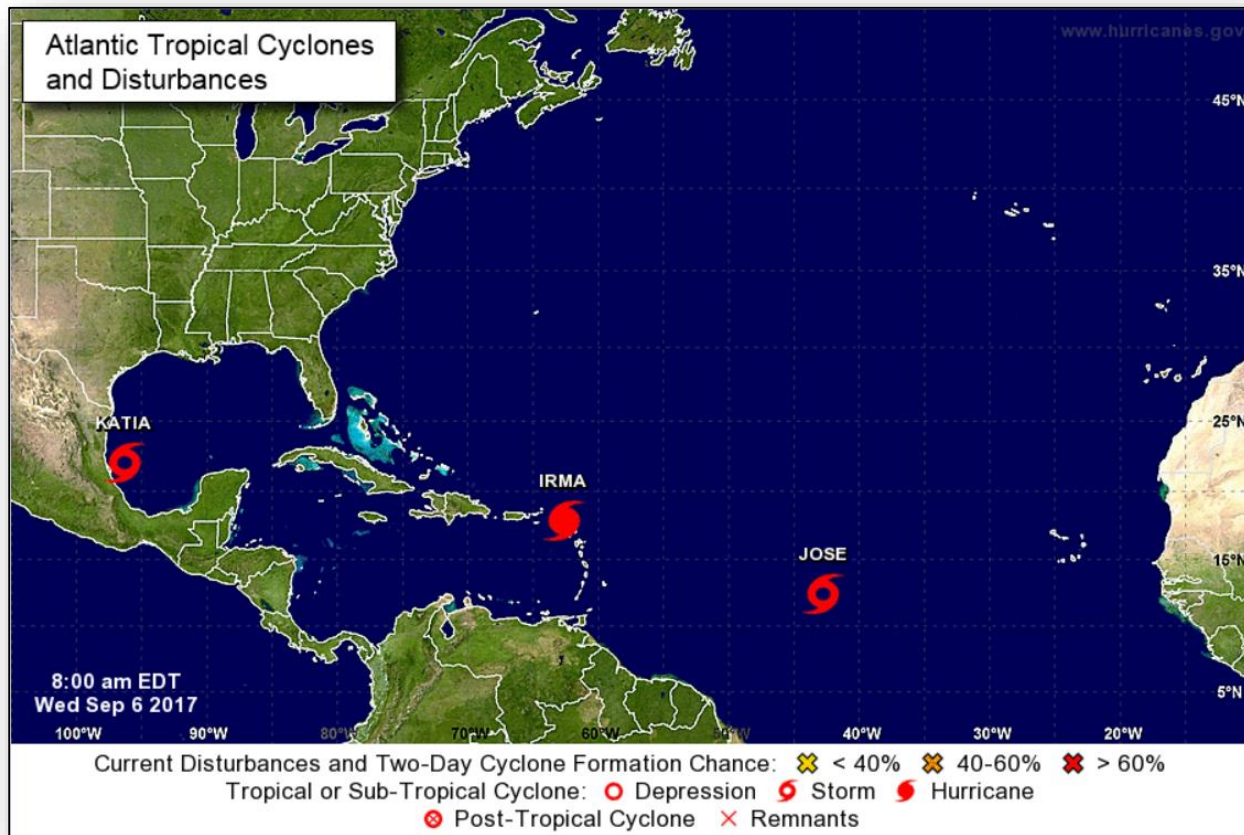 Atlantic Tropical Cyclones
and Disturbances
www.hurricanes.gov
45°N
35°N
KATIA
25°N
IRMA
JOSE
15°N
8:00 am EDT
Wed Sep 6 2017
5°N
100°W 90°W 80°W 70°W 60°W 50°W 40°W 30°W 20°W
Current Disturbances and Two-Day Cyclone Formation Chance: < 40% 40-60% > 60%
Tropical or Sub-Tropical Cyclone: Depression Storm Hurricane
Post-Tropical Cyclone Remnants